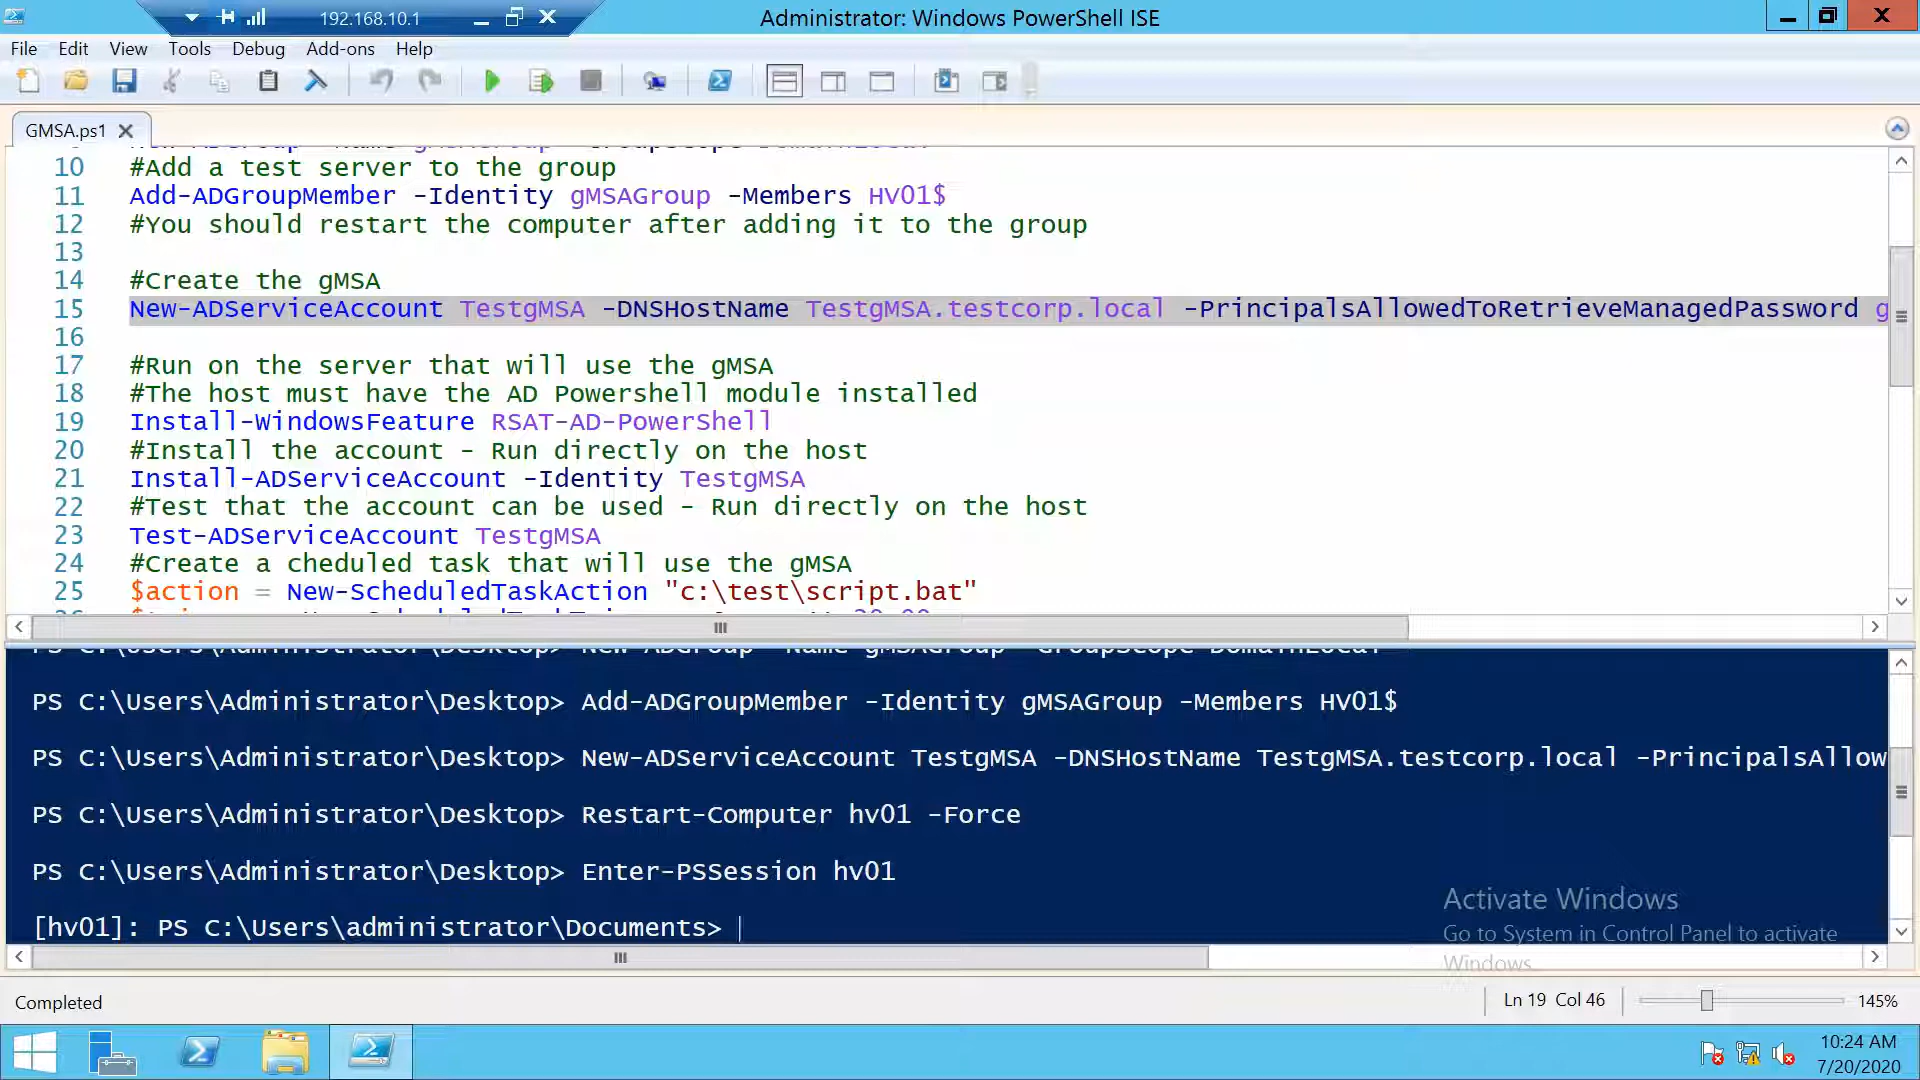 192.168.10.1
Administrator: Windows PowerShell ISE
File Edit View Tools Debug Add-ons Help
GMSA.ps1
10 #Add a test server to the group
11 Add-ADGroupMember -Identity gMSAGroup -Members HV01$
12 #You should restart the computer after adding it to the group
13
14 #Create the gMSA
15 New-ADServiceAccount TestgMSA -DNSHostName TestgMSA.testcorp.local -PrincipalsAllowedToRetrieveManagedPassword g
16
17 #Run on the server that will use the gMSA
18 #The host must have the AD Powershell module installed
19 Install-WindowsFeature RSAT-AD-PowerShell
20 #Install the account - Run directly on the host
21 Install-ADServiceAccount -Identity TestgMSA
22 #Test that the account can be used - Run directly on the host
23 Test-ADServiceAccount TestgMSA
24 #Create a cheduled task that will use the gMSA
25 $action = New-ScheduledTaskAction "c:\test\script.bat"
PS C:\Users\Administrator\Desktop> New-ADGroup -Name gMSAGroup -GroupScope DomainLocal
PS C:\Users\Administrator\Desktop> Add-ADGroupMember -Identity gMSAGroup -Members HV01$
PS C:\Users\Administrator\Desktop> New-ADServiceAccount TestgMSA -DNSHostName TestgMSA.testcorp.local -PrincipalsAllow
PS C:\Users\Administrator\Desktop> Restart-Computer hv01 -Force
PS C:\Users\Administrator\Desktop> Enter-PSSession hv01
[hv01]: PS C:\Users\administrator\Documents>
Activate Windows
Go to System in Control Panel to activate
Windows.
Completed
Ln 19 Col 46
145%
10:24 AM
7/20/2020